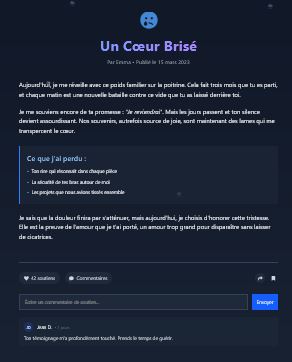 Un Cœur Brisé
Par Emma • Publié le 15 mars 2023
Aujourd'hui, je me réveille avec ce poids familier sur la poitrine. Cela fait trois mois que tu es parti,
et chaque matin est une nouvelle bataille contre ce vide que tu as laissé derrière toi.
Je me souviens encore de ta promesse : "Je reviendrai". Mais les jours passent et ton silence
devient assourdissant. Nos souvenirs, autrefois source de joie, sont maintenant des lames qui me
transpercent le cœur.
Ce que j'ai perdu :
• Ton rire qui résonnait dans chaque pièce
• La sécurité de tes bras autour de moi
• Les projets que nous avions tissés ensemble
Je sais que la douleur finira par s'atténuer, mais aujourd'hui, je choisis d'honorer cette tristesse.
Elle est la preuve de l'amour que je t'ai porté, un amour trop grand pour disparaître sans laisser
de cicatrices.
42 soutiens
Commentaires
Écrire un commentaire de soutien...
Envoyer
JD
Jean D. • 2 jours
Ton témoignage m'a profondément touché. Prends le temps de guérir.